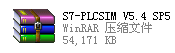 S7-PLCSIM V5.4 SP5
WinRAR 压缩文件
54,171 KB